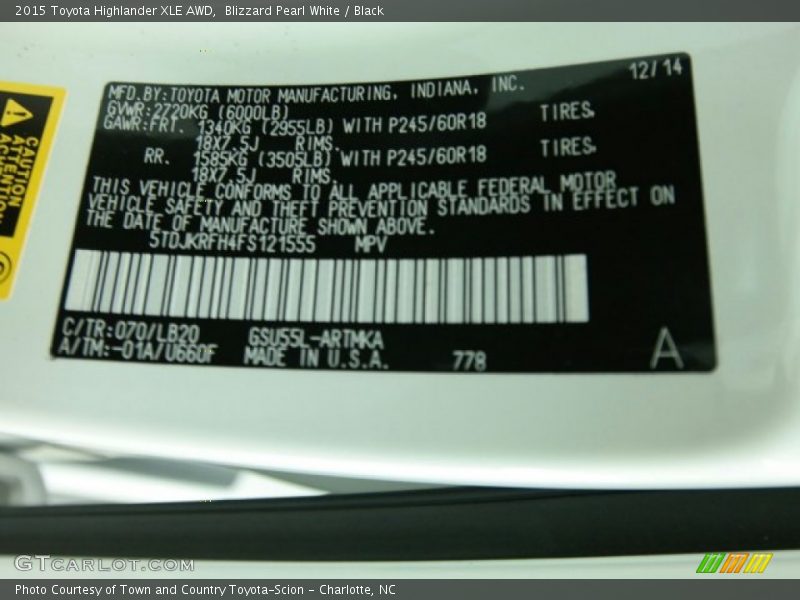 2015 Toyota Highlander XLE AWD,  Blizzard Pearl White / Black
12/14
MFD.BY:TOYOTA MOTOR MANUFACTURING, INDIANA, INC.
GVWR:2720KG (6000LB)
GAWR:FRT. 1340KG (2955LB) WITH P245/60R18 TIRES.
18X7.5J RIMS.
RR. 1585KG (3505LB) WITH P245/60R18 TIRES.
18X7.5J RIMS.
THIS VEHICLE CONFORMS TO ALL APPLICABLE FEDERAL MOTOR
VEHICLE SAFETY AND THEFT PREVENTION STANDARDS IN EFFECT ON
THE DATE OF MANUFACTURE SHOWN ABOVE.
5TDJKRFH4FS121555 MPV
C/TR:070/LB20 GSU55L-ARTMKA
A/TM:-01A/U660F MADE IN U.S.A. 778
A
CAUTION
ATTENTION
GTCARLOT.COM
Photo Courtesy of Town and Country Toyota-Scion - Charlotte, NC